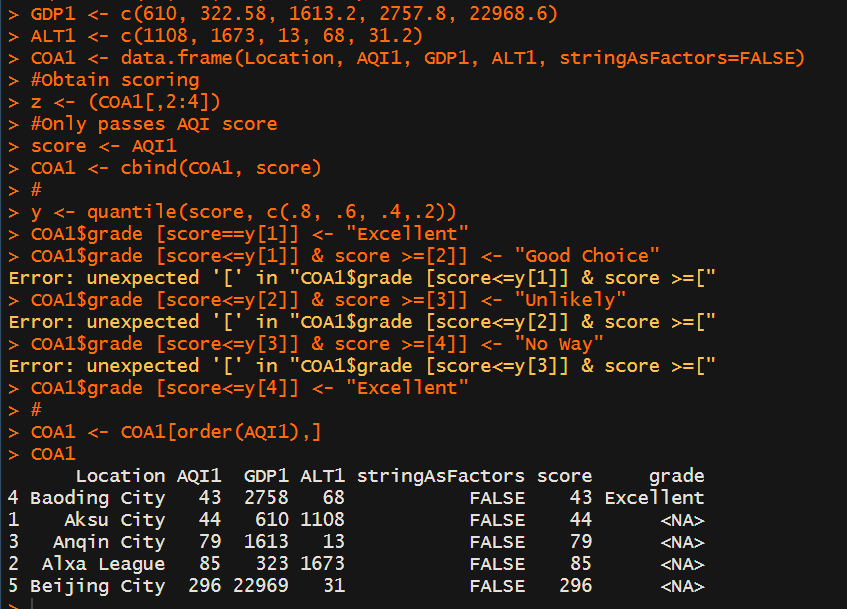 > GDP1 <- c(610, 322.58, 1613.2, 2757.8, 22968.6)
> ALT1 <- c(1108, 1673, 13, 68, 31.2)
> COA1 <- data.frame(Location, AQI1, GDP1, ALT1, stringAsFactors=FALSE)
> #Obtain scoring
> z <- (COA1[,2:4])
> #Only passes AQI score
> score <- AQI1
> COA1 <- cbind(COA1, score)
> #
> y <- quantile(score, c(.8, .6, .4,.2))
> COA1$grade [score==y[1]] <- "Excellent"
> COA1$grade [score<=y[1]] & score >=[2]] <- "Good Choice"
Error: unexpected '[' in "COA1$grade [score<=y[1]] & score >=["
> COA1$grade [score<=y[2]] & score >=[3]] <- "Unlikely"
Error: unexpected '[' in "COA1$grade [score<=y[2]] & score >=["
> COA1$grade [score<=y[3]] & score >=[4]] <- "No Way"
Error: unexpected '[' in "COA1$grade [score<=y[3]] & score >=["
> COA1$grade [score<=y[4]] <- "Excellent"
> #
> COA1 <- COA1[order(AQI1),]
> COA1
Location AQI1 GDP1 ALT1 stringAsFactors score grade
4 Baoding City 43 2758 68 FALSE 43 Excellent
1 Aksu City 44 610 1108 FALSE 44 <NA>
3 Anqin City 79 1613 13 FALSE 79 <NA>
2 Alxa League 85 323 1673 FALSE 85 <NA>
5 Beijing City 296 22969 31 FALSE 296 <NA>
>